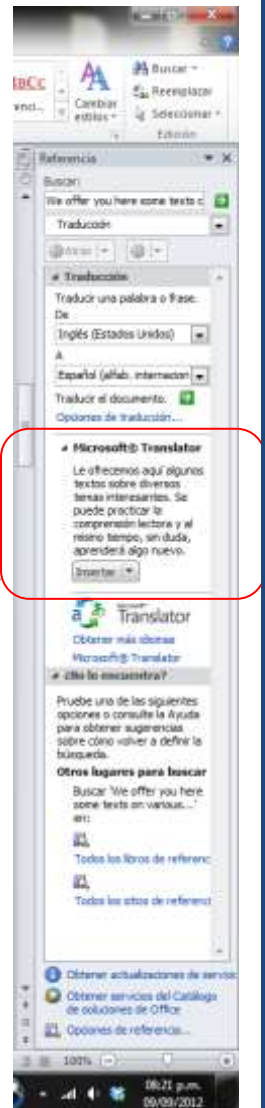 ABCC
Buscar
Reemplazar
Cambiar
estilos
Seleccionar
Edición
Referencia
Buscar:
We offer you here some texts c
Traducción
Atrás
Traducción
Traducir una palabra o frase.
De
Inglés (Estados Unidos)
A
Español (alfab. internacion
Traducir el documento.
Opciones de traducción...
Microsoft® Translator
Le ofrecemos aquí algunos
textos sobre diversos
temas interesantes. Se
puede practicar la
comprensión lectora y al
mismo tiempo, sin duda,
aprenderá algo nuevo.
Insertar
Translator
Obtener más idiomas
Microsoft® Translator
¿No lo encuentra?
Pruebe una de las siguientes
opciones o consulte la Ayuda
para obtener sugerencias
sobre cómo volver a definir la
búsqueda.
Otros lugares para buscar
Buscar 'We offer you here
some texts on various...'
en:
Todos los libros de referenc
Todos los sitios de referenci
Obtener actualizaciones de servic
Obtener servicios del Catálogo
de soluciones de Office
Opciones de referencia...
100%
08:21 p.m.
09/09/2012